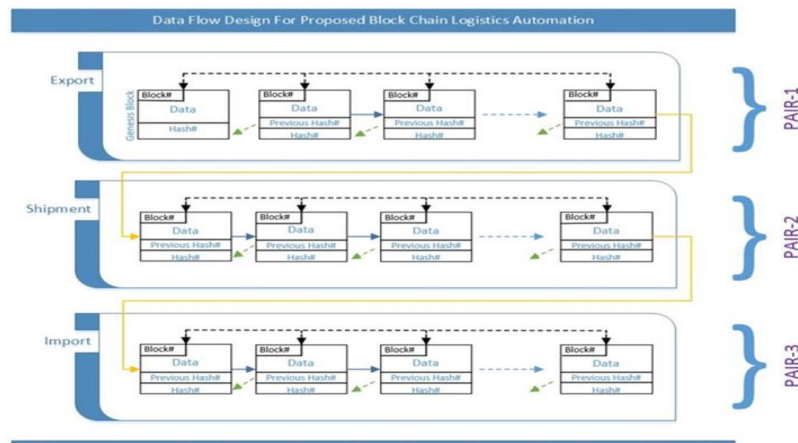 Data Flow Design For Proposed Block Chain Logistics Automation
Export
Genesis Block
Block#
Data
Hash#
Block#
Data
Previous Hash#
Hash#
Block#
Data
Previous Hash#
Hash#
Block#
Data
Previous Hash#
Hash#
PAIR-1
Shipment
Block#
Data
Previous Hash#
Hash#
Block#
Data
Previous Hash#
Hash#
Block#
Data
Previous Hash#
Hash#
Block#
Data
Previous Hash#
Hash#
PAIR-2
Import
Block#
Data
Previous Hash#
Hash#
Block#
Data
Previous Hash#
Hash#
Block#
Data
Previous Hash#
Hash#
Block#
Data
Previous Hash#
Hash#
PAIR-3